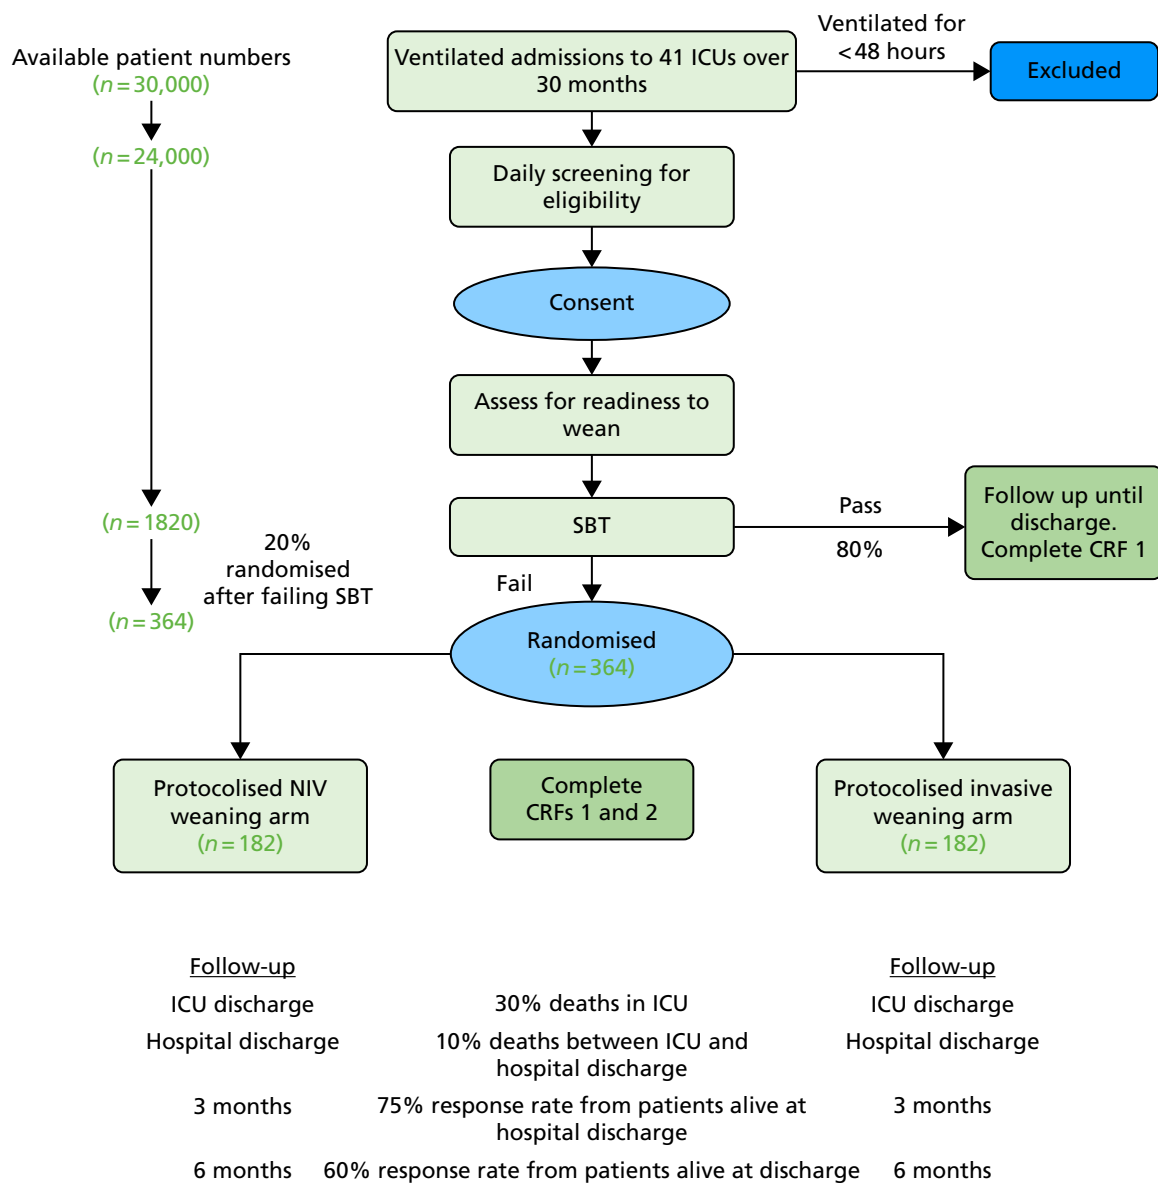 Available patient numbers
(n=30,000)
(n=24,000)
(n=1820)
20%
randomised
after failing SBT
(n=364)
Ventilated admissions to 41 ICUs over
30 months
Ventilated for
<48 hours
Excluded
Daily screening for
eligibility
Consent
Assess for readiness to
wean
SBT
Pass
80%
Follow up until
discharge.
Complete CRF 1
Fail
Randomised
(n=364)
Protocolised NIV
weaning arm
(n=182)
Complete
CRFs 1 and 2
Protocolised invasive
weaning arm
(n=182)
Follow-up
Follow-up
ICU discharge
30% deaths in ICU
ICU discharge
Hospital discharge
10% deaths between ICU and
hospital discharge
Hospital discharge
3 months
75% response rate from patients alive at
hospital discharge
3 months
6 months
60% response rate from patients alive at discharge
6 months